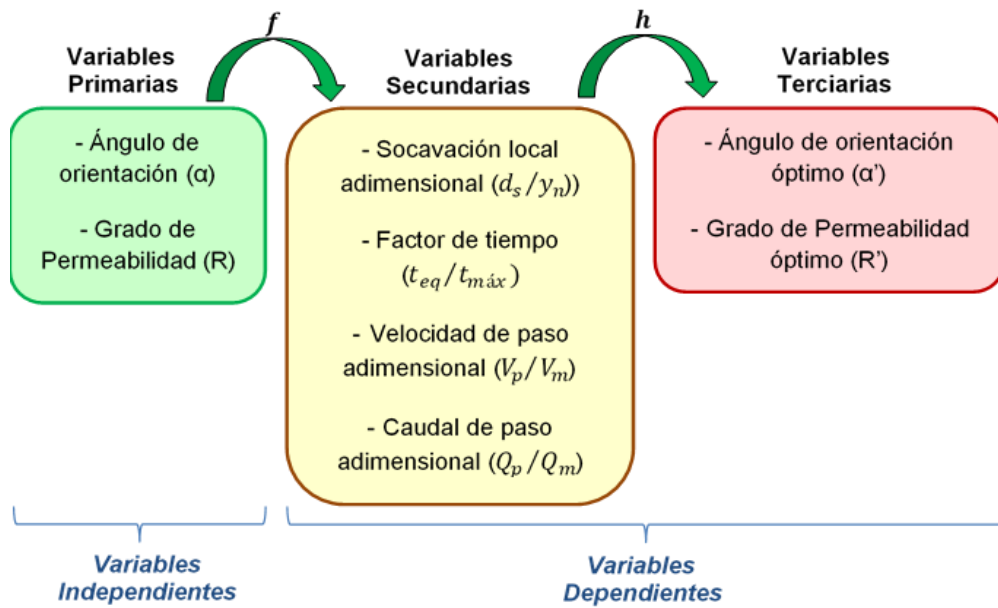 f
h
Variables
Primarias
Variables
Secundarias
Variables
Terciarias
- Ángulo de
orientación (α)
- Grado de
Permeabilidad (R)
- Socavación local
adimensional (d_s/y_n))
- Factor de tiempo
(t_eq/t_máx)
- Velocidad de paso
adimensional (V_p/V_m)
- Caudal de paso
adimensional (Q_p/Q_m)
- Ángulo de orientación
óptimo (α')
- Grado de Permeabilidad
óptimo (R')
Variables
Independientes
Variables
Dependientes